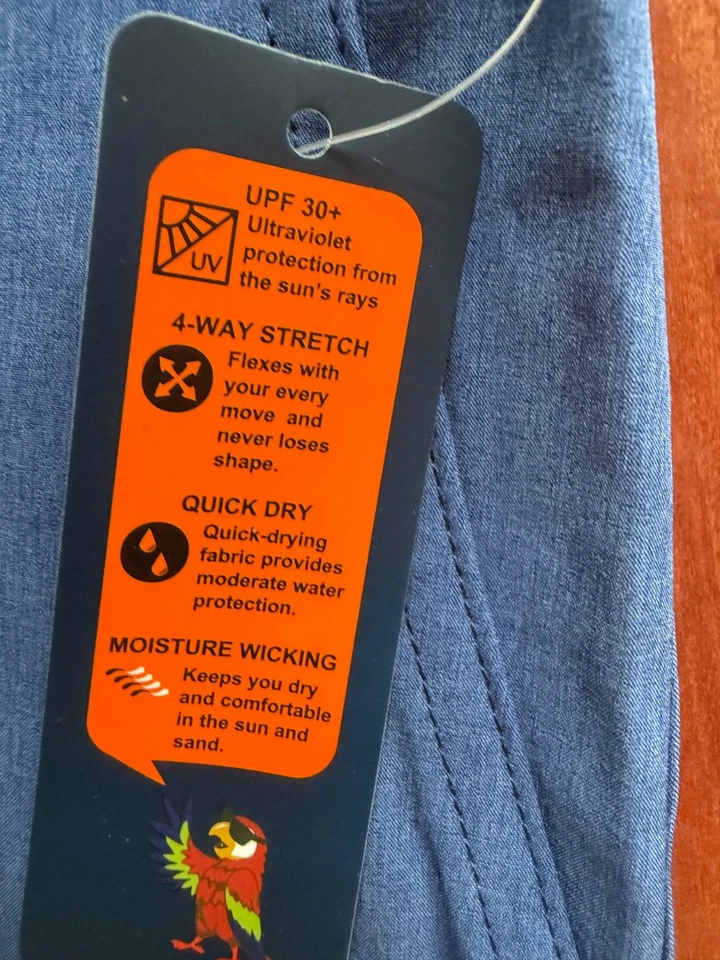 UPF 30+
Ultraviolet
protection from
the sun's rays
UV
4-WAY STRETCH
Flexes with
your every
move and
never loses
shape.
QUICK DRY
Quick-drying
fabric provides
moderate water
protection.
MOISTURE WICKING
Keeps you dry
and comfortable
in the sun and
sand.